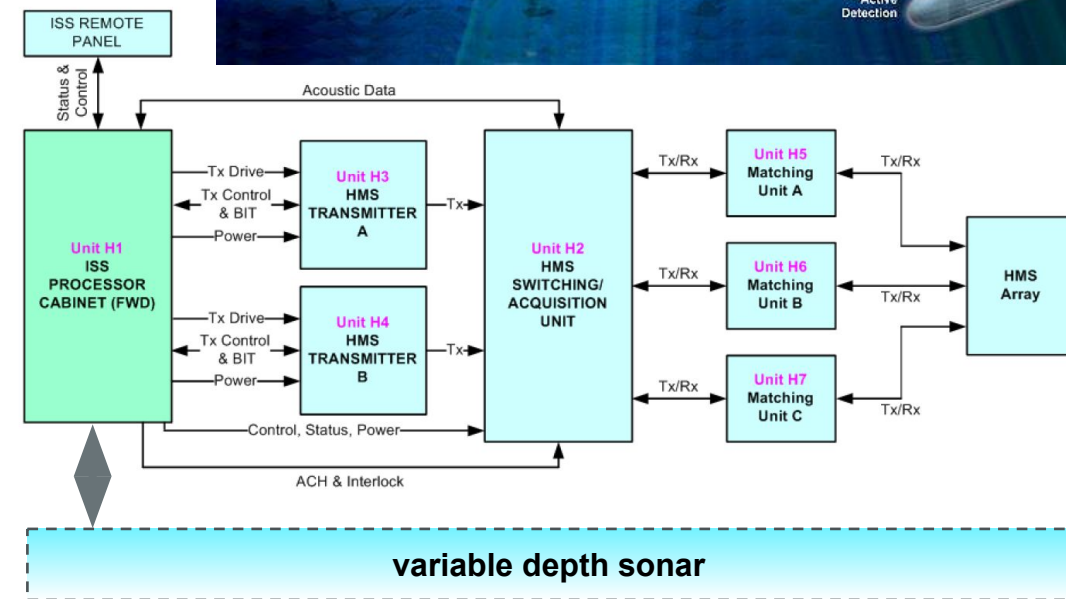 Active
Detection
ISS REMOTE
PANEL
Status &
Control
Acoustic Data
Unit H1
ISS
PROCESSOR
CABINET (FWD)
Tx Drive
Tx Control
& BIT
Power
Unit H3
HMS
TRANSMITTER
A
Tx
Tx Drive
Tx Control
& BIT
Power
Unit H4
HMS
TRANSMITTER
B
Tx
Control, Status, Power
ACH & Interlock
Unit H2
HMS
SWITCHING/
ACQUISITION
UNIT
Tx/Rx
Unit H5
Matching
Unit A
Tx/Rx
Tx/Rx
Unit H6
Matching
Unit B
Tx/Rx
Tx/Rx
Unit H7
Matching
Unit C
Tx/Rx
HMS
Array
variable depth sonar